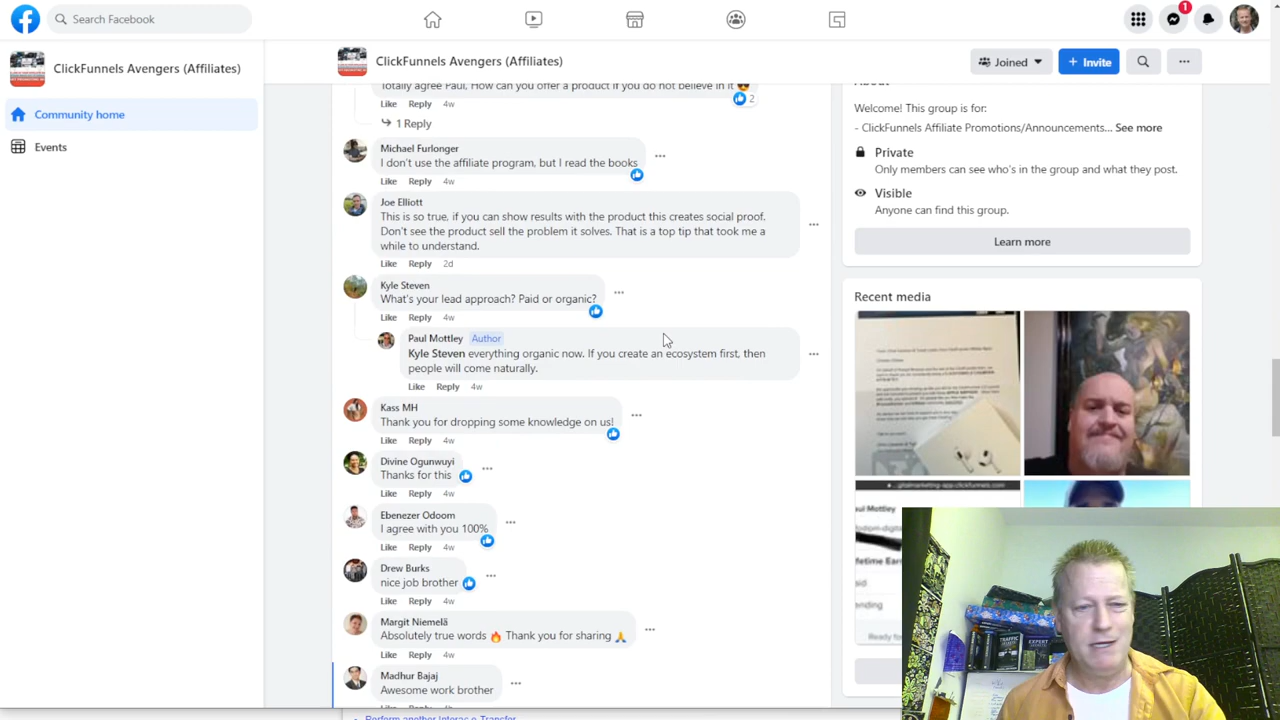 Search Facebook
1
ClickFunnels Avengers (Affiliates)
Community home
Events
ClickFunnels Avengers (Affiliates)
Joined
+ Invite
Totally agree Paul, How can you offer a product if you do not believe in it
2
Like Reply 4w
1 Reply
Michael Furlonger
I don't use the affiliate program, but I read the books
Like Reply 4w
Joe Elliott
This is so true, if you can show results with the product this creates social proof.
Don't see the product sell the problem it solves. That is a top tip that took me a
while to understand.
Like Reply 2d
Kyle Steven
What's your lead approach? Paid or organic?
Like Reply 4w
Paul Mottley Author
Kyle Steven everything organic now. If you create an ecosystem first, then
people will come naturally.
Like Reply 4w
Kass MH
Thank you for dropping some knowledge on us!
Like Reply 4w
Divine Ogunwuyi
Thanks for this
Like Reply 4w
Ebenezer Odoom
I agree with you 100%
Like Reply 4w
Drew Burks
nice job brother
Like Reply 4w
Margit Niemelä
Absolutely true words 🔥 Thank you for sharing 🙏
Like Reply 4w
Madhur Bajaj
Awesome work brother
Perform another Interac e-Transfer
About
Welcome! This group is for:
- ClickFunnels Affiliate Promotions/Announcements... See more
Private
Only members can see who's in the group and what they post.
Visible
Anyone can find this group.
Learn more
Recent media
TRAFFIC
EXPERT